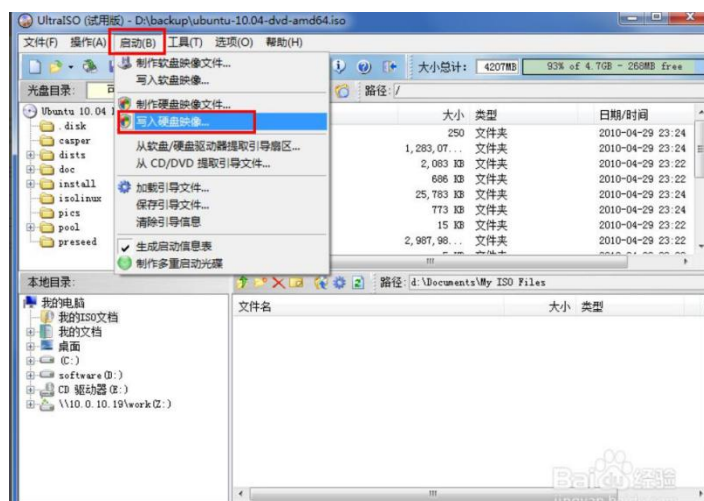 UltraISO (试用版) - D:\backup\ubuntu-10.04-dvd-amd64.iso
文件(F) 操作(A) 启动(B) 工具(T) 选项(O) 帮助(H)
大小总计: 4207MB 93% of 4.7GB - 268MB free
光盘目录: 路径: /
制作软盘映像文件...
写入软盘映像...
制作硬盘映像文件...
写入硬盘映像...
从软盘/硬盘驱动器提取引导扇区...
从 CD/DVD 提取引导文件...
加载引导文件...
保存引导文件...
清除引导信息
生成启动信息表
制作多重启动光碟
Ubuntu 10.04
.disk
casper
dists
doc
install
isolinux
pics
pool
preseed
大小 类型 日期/时间
250 文件夹 2010-04-29 23:24
1,283,07... 文件夹 2010-04-29 23:24
2,083 KB 文件夹 2010-04-29 23:22
686 KB 文件夹 2010-04-29 23:22
25,783 KB 文件夹 2010-04-29 23:24
773 KB 文件夹 2010-04-29 23:24
15 KB 文件夹 2010-04-29 23:22
2,987,98... 文件夹 2010-04-29 23:22
本地目录: 路径: d:\Documents\My ISO Files
我的电脑
我的ISO文档
我的文档
桌面
(C:)
software(D:)
CD 驱动器(E:)
\\10.0.10.19\work(Z:)
文件名 大小 类型
Baidu经验